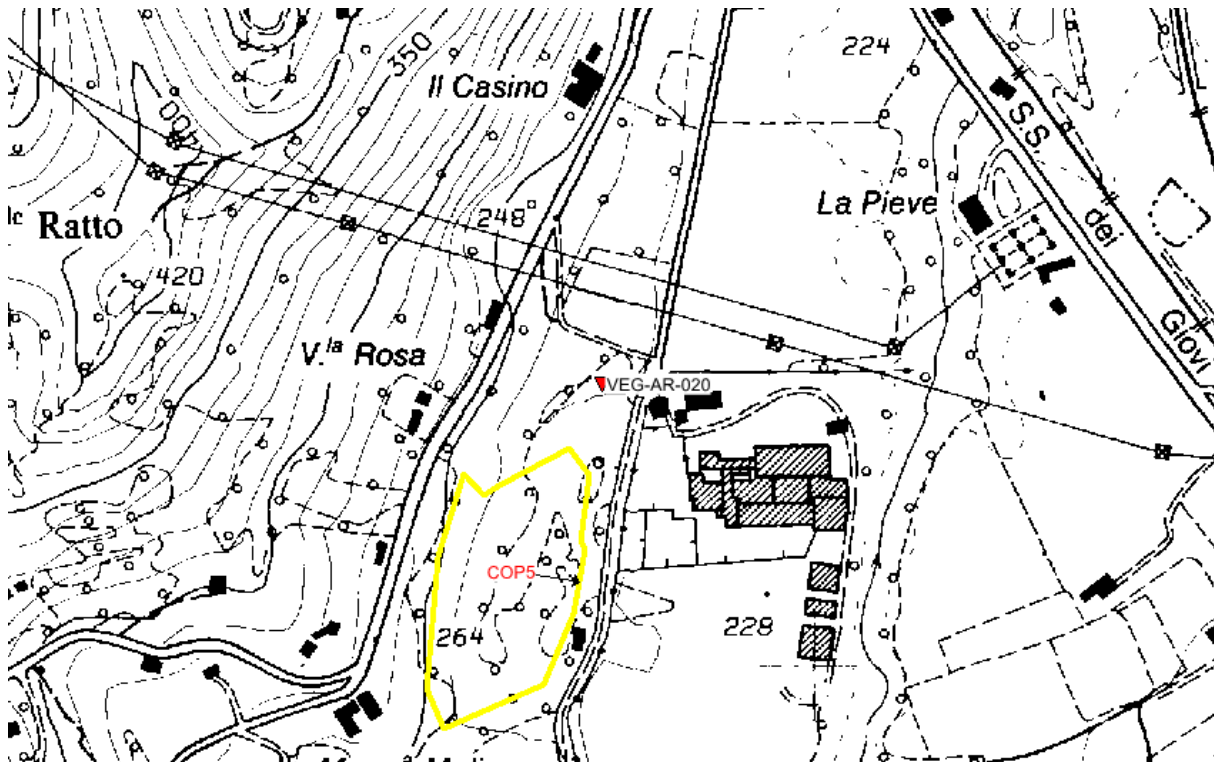 224
350
Il Casino
400
La Pieve
S.S.
dei
Giovi
248
Ratto
420
V.la Rosa
VEG-AR-020
COP5
264
228